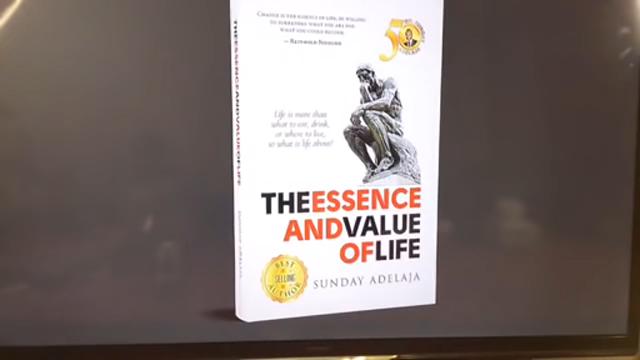 CHANGE IS THE ESSENCE OF LIFE, BE WILLING
TO SURRENDER WHAT YOU ARE FOR
WHAT YOU COULD BECOME.
— REINHOLD NIEBUHR
50
Life is more than
what to eat, drink,
or where to live,
so what is life about?
THEESSENCE
ANDVALUE
OFLIFE
BEST
SELLING
AUTHOR
SUNDAY ADELAJA
THEESSENCEANDVALUEOFLIFE